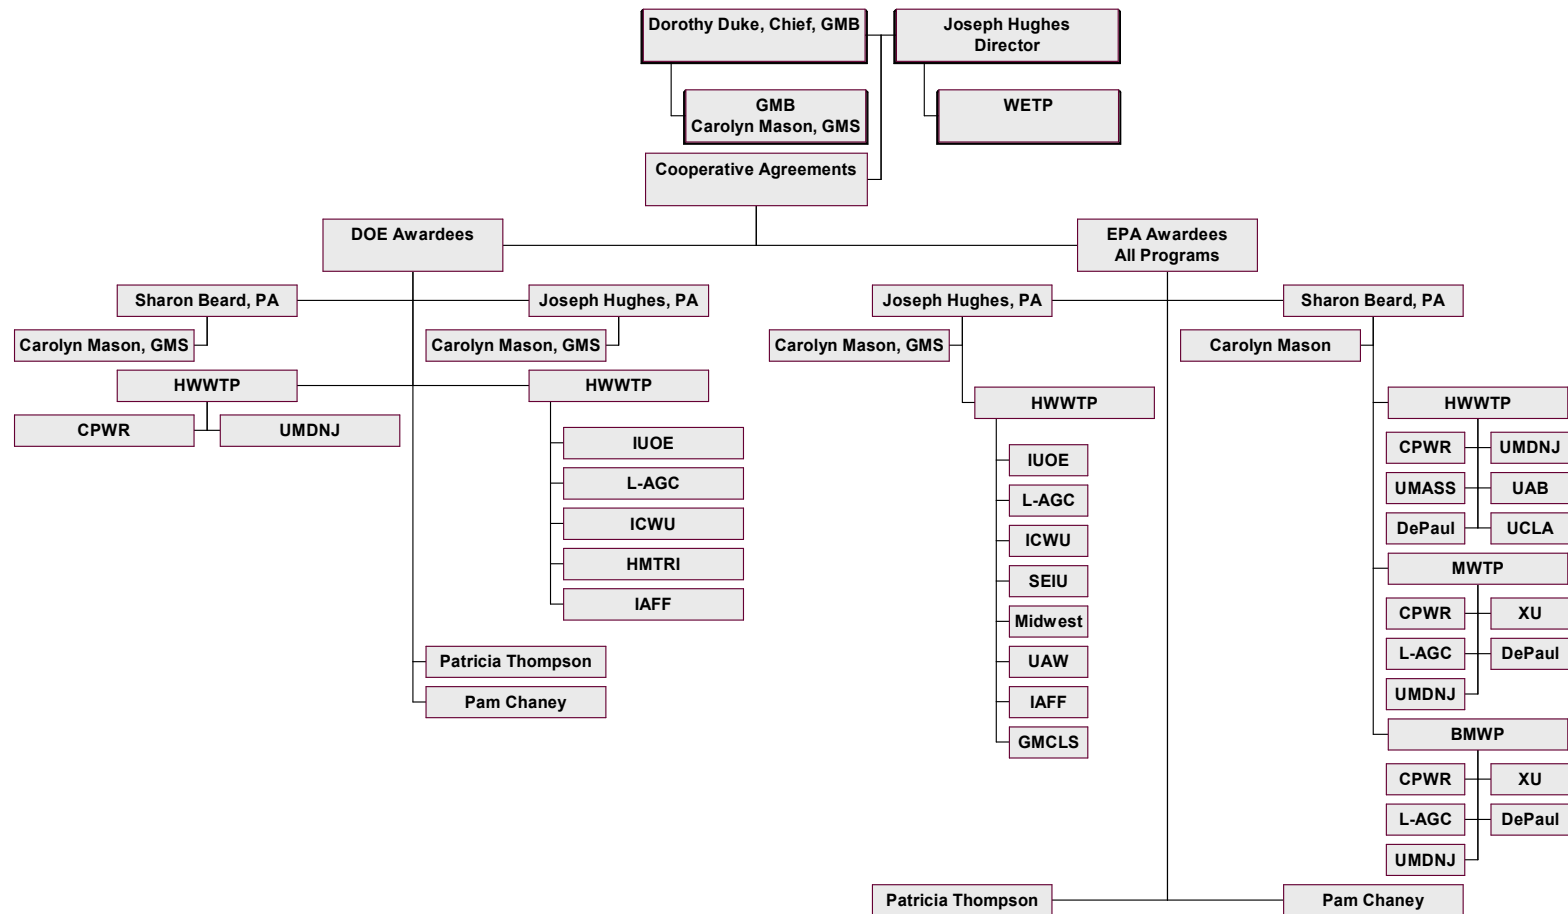 Dorothy Duke, Chief, GMB
Joseph Hughes
Director
GMB
Carolyn Mason, GMS
WETP
Cooperative Agreements
DOE Awardees
EPA Awardees
All Programs
Sharon Beard, PA
Joseph Hughes, PA
Carolyn Mason, GMS
Carolyn Mason, GMS
HWWTP
HWWTP
CPWR
UMDNJ
IUOE
L-AGC
ICWU
HMTRI
IAFF
Patricia Thompson
Pam Chaney
Joseph Hughes, PA
Sharon Beard, PA
Carolyn Mason, GMS
Carolyn Mason
HWWTP
IUOE
L-AGC
ICWU
SEIU
Midwest
UAW
IAFF
GMCLS
HWWTP
CPWR
UMDNJ
UMASS
UAB
DePaul
UCLA
MWTP
CPWR
XU
L-AGC
DePaul
UMDNJ
BMWP
CPWR
XU
L-AGC
DePaul
UMDNJ
Patricia Thompson
Pam Chaney